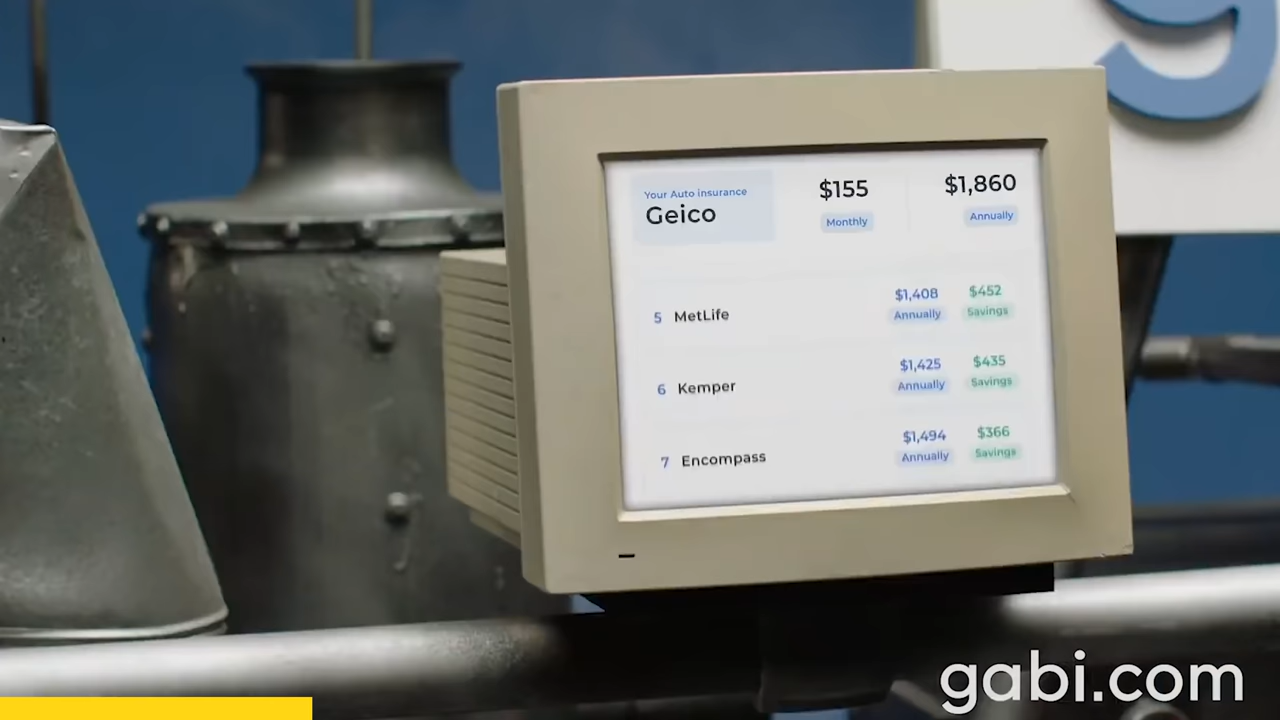 g
Your Auto insurance
Geico
$155
Monthly
$1,860
Annually
5 MetLife
$1,408
Annually
$452
Savings
6 Kemper
$1,425
Annually
$435
Savings
7 Encompass
$1,494
Annually
$366
Savings
gabi.com